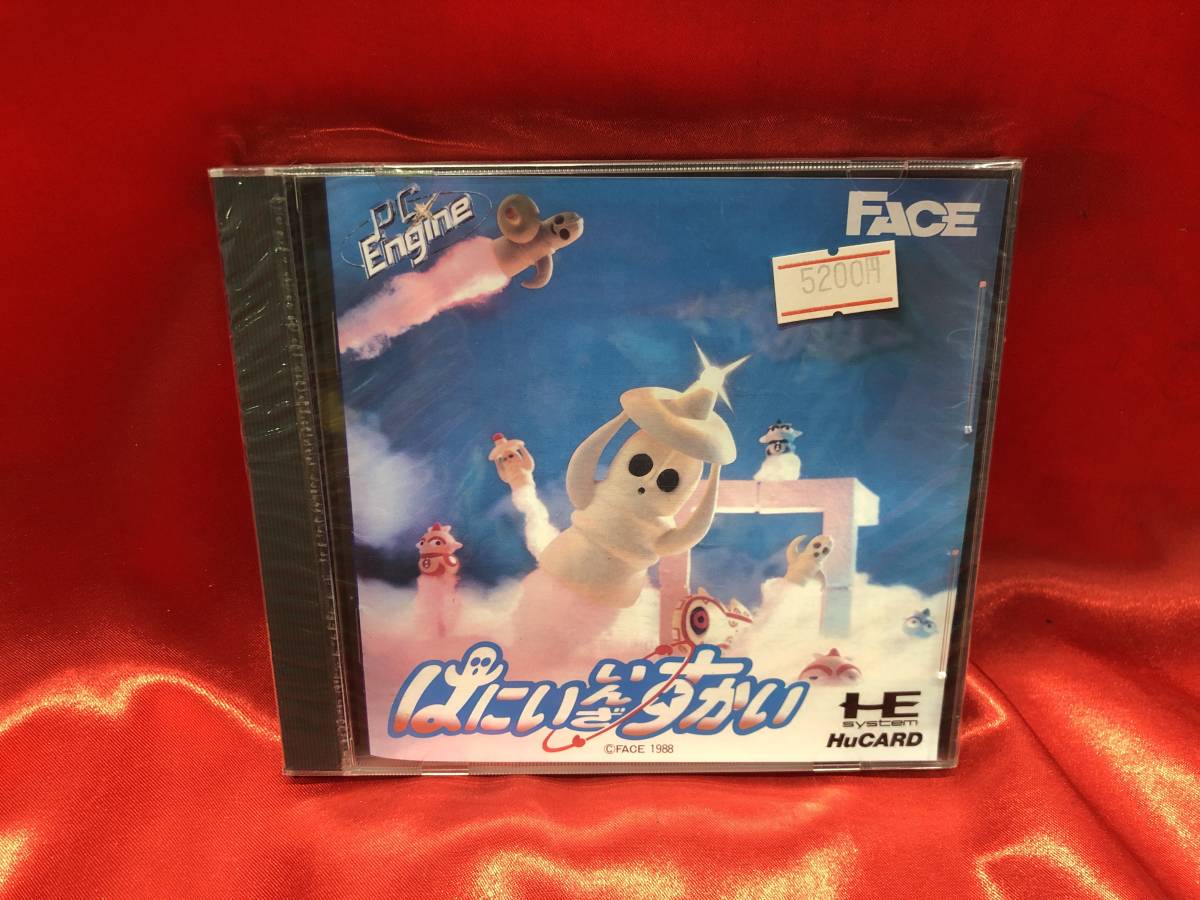 PC Engine
FACE
5200円
ぱにいいんざすかい
©FACE 1988
HE system
HuCARD